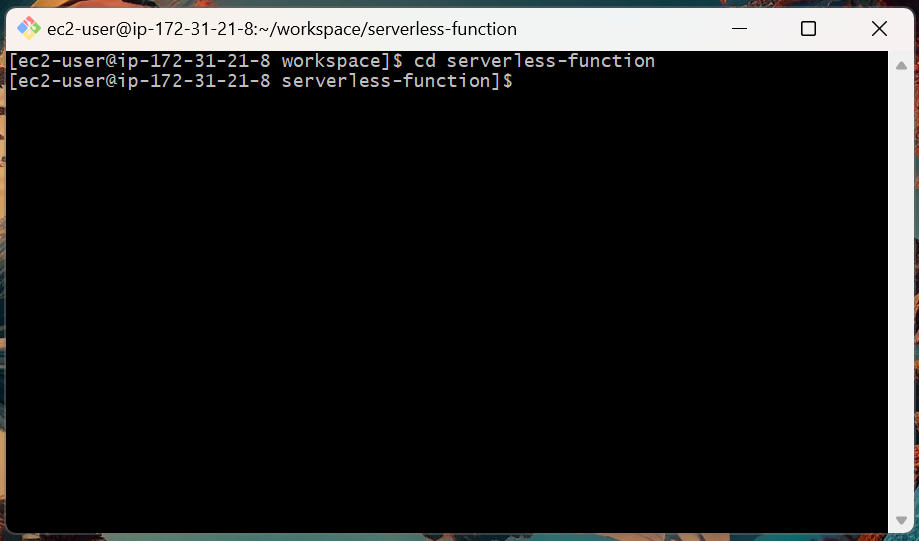 ec2-user@ip-172-31-21-8:~/workspace/serverless-function
[ec2-user@ip-172-31-21-8 workspace]$ cd serverless-function
[ec2-user@ip-172-31-21-8 serverless-function]$